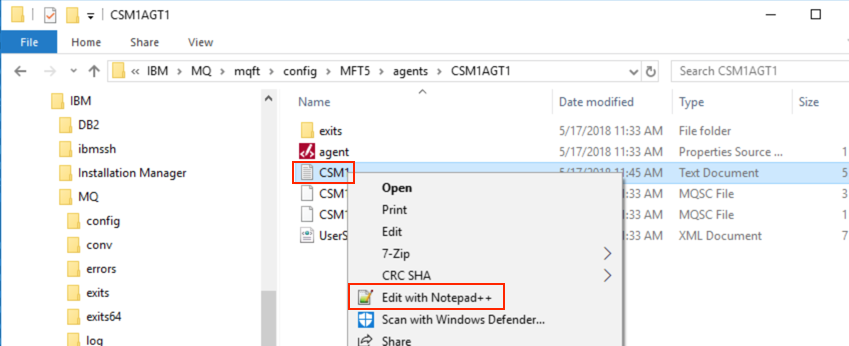 CSM1AGT1
File Home Share View
« IBM > MQ > mqft > config > MFT5 > agents > CSM1AGT1 Search CSM1AGT1
IBM
DB2
ibmssh
Installation Manager
MQ
config
conv
errors
exits
exits64
log
Name Date modified Type Size
exits 5/17/2018 11:33 AM File folder
agent 5/17/2018 11:33 AM Properties Source ... 1
CSM1 5/17/2018 11:45 AM Text Document 5
CSM1 :33 AM MQSC File 3
CSM1 :33 AM MQSC File 1
UserS :33 AM XML Document 7
Open
Print
Edit
7-Zip >
CRC SHA >
Edit with Notepad++
Scan with Windows Defender...
Share